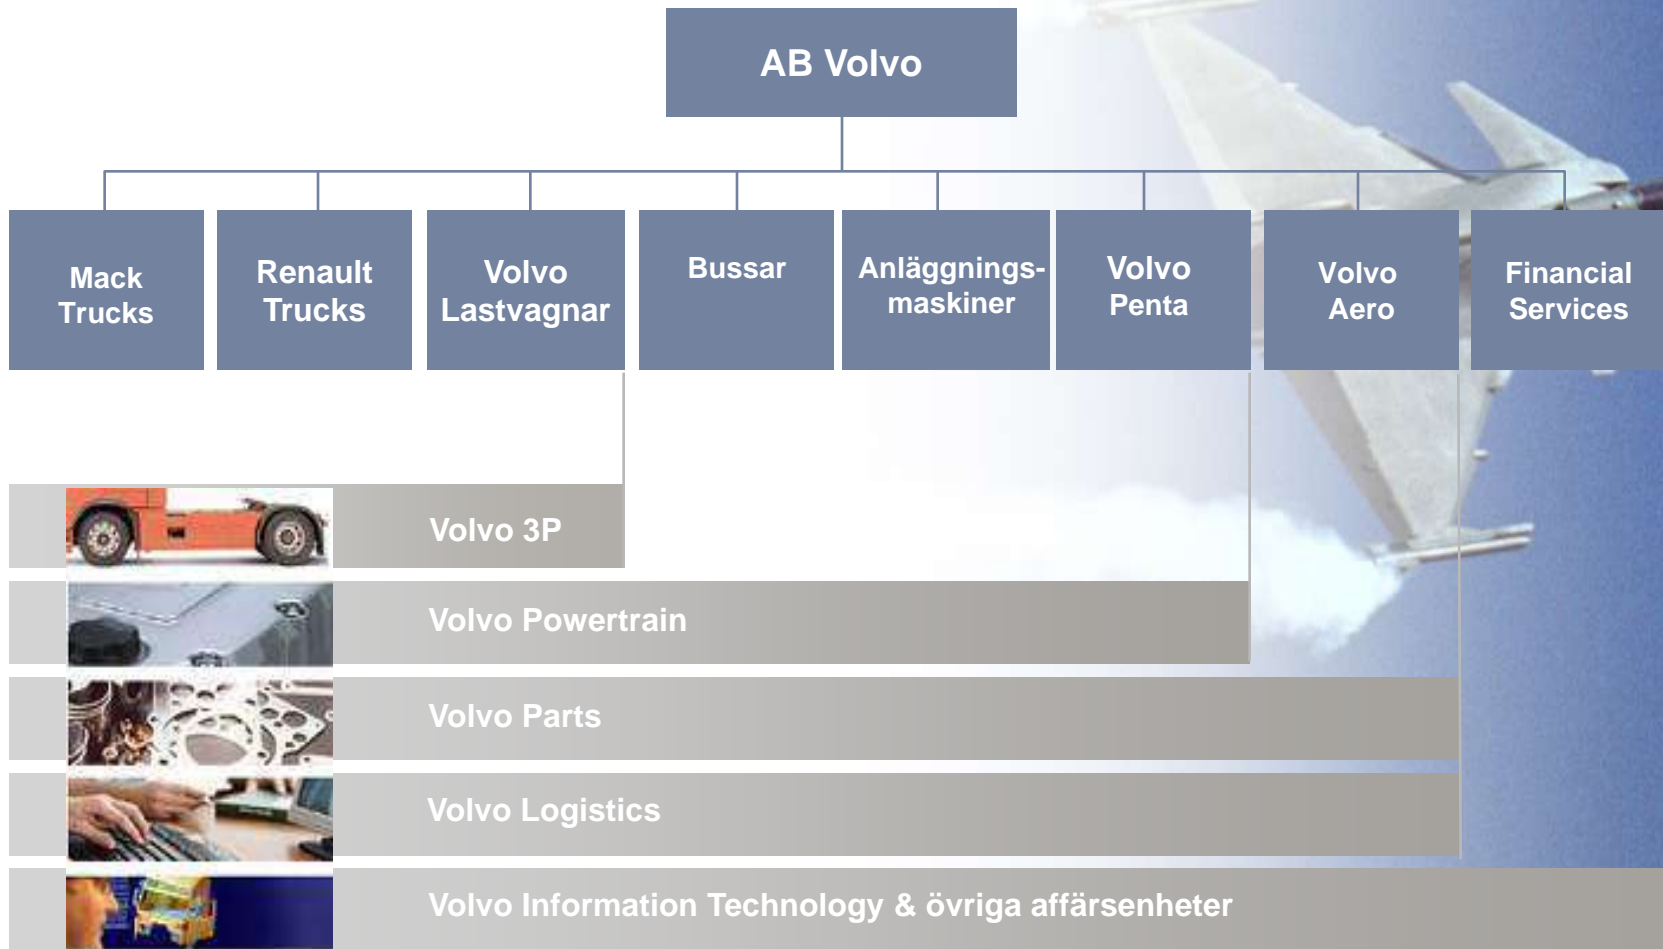 AB Volvo
Mack
Trucks
Renault
Trucks
Volvo
Lastvagnar
Bussar
Anläggnings-
maskiner
Volvo
Penta
Volvo
Aero
Financial
Services
Volvo 3P
Volvo Powertrain
Volvo Parts
Volvo Logistics
Volvo Information Technology & övriga affärsenheter